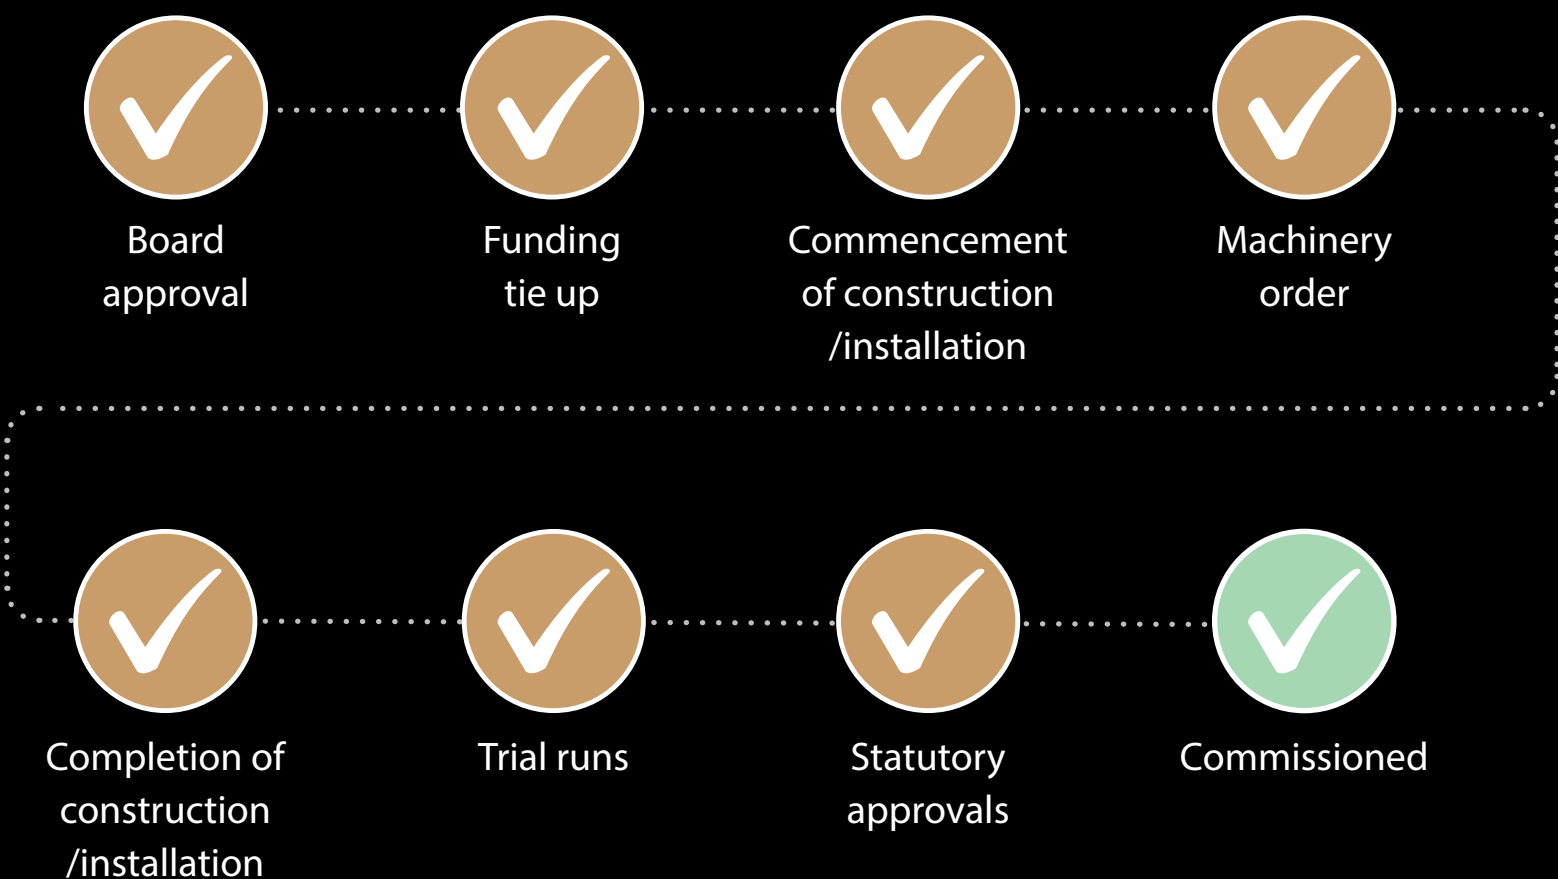 Board
approval
Funding
tie up
Commencement
of construction
/installation
Machinery
order
Completion of
construction
/installation
Trial runs
Statutory
approvals
Commissioned